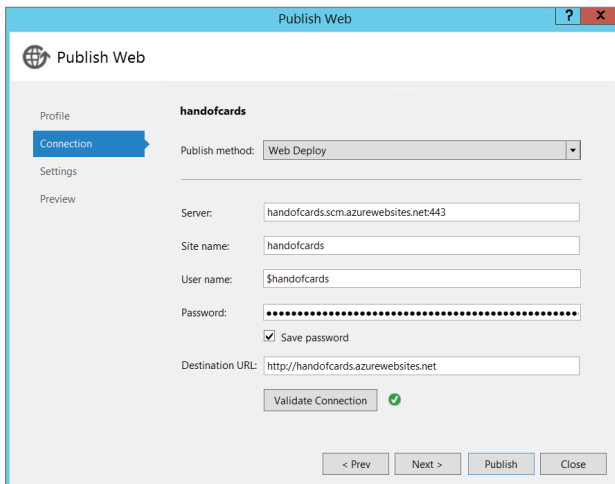 Publish Web
? x
Publish Web
Profile
Connection
Settings
Preview
handofcards
Publish method: Web Deploy
Server: handofcards.scm.azurewebsites.net:443
Site name: handofcards
User name: $handofcards
Password: ••••••••••••••••••••••••••••••••••••••••••••••••••••
Save password
Destination URL: http://handofcards.azurewebsites.net
Validate Connection
< Prev Next > Publish Close